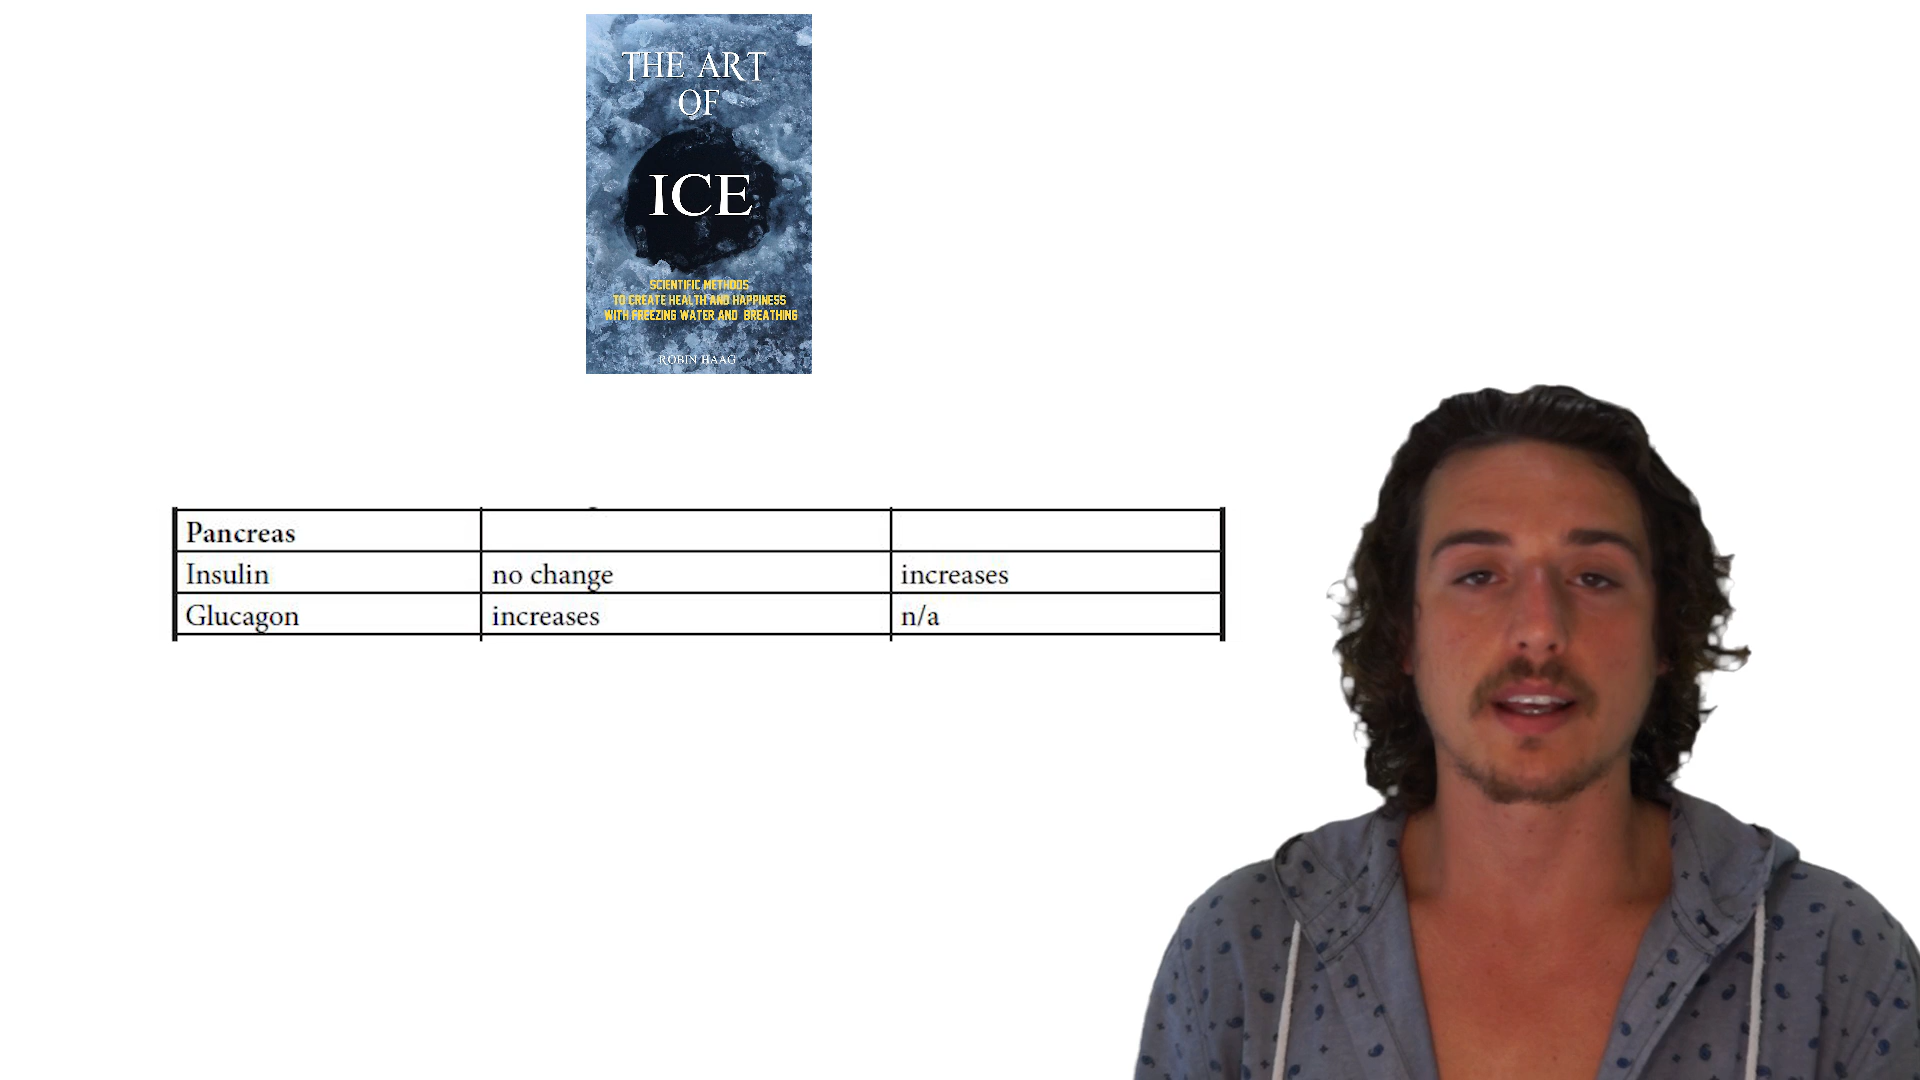 THE ART
OF
ICE
SCIENTIFIC METHODS
TO CREATE HEALTH AND HAPPINESS
WITH FREEZING WATER AND BREATHING
ROBIN HAAG
Pancreas
Insulin no change increases
Glucagon increases n/a